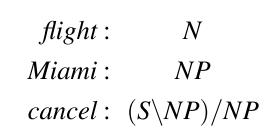 flight : N
Miami : NP
cancel : (S\NP)/NP